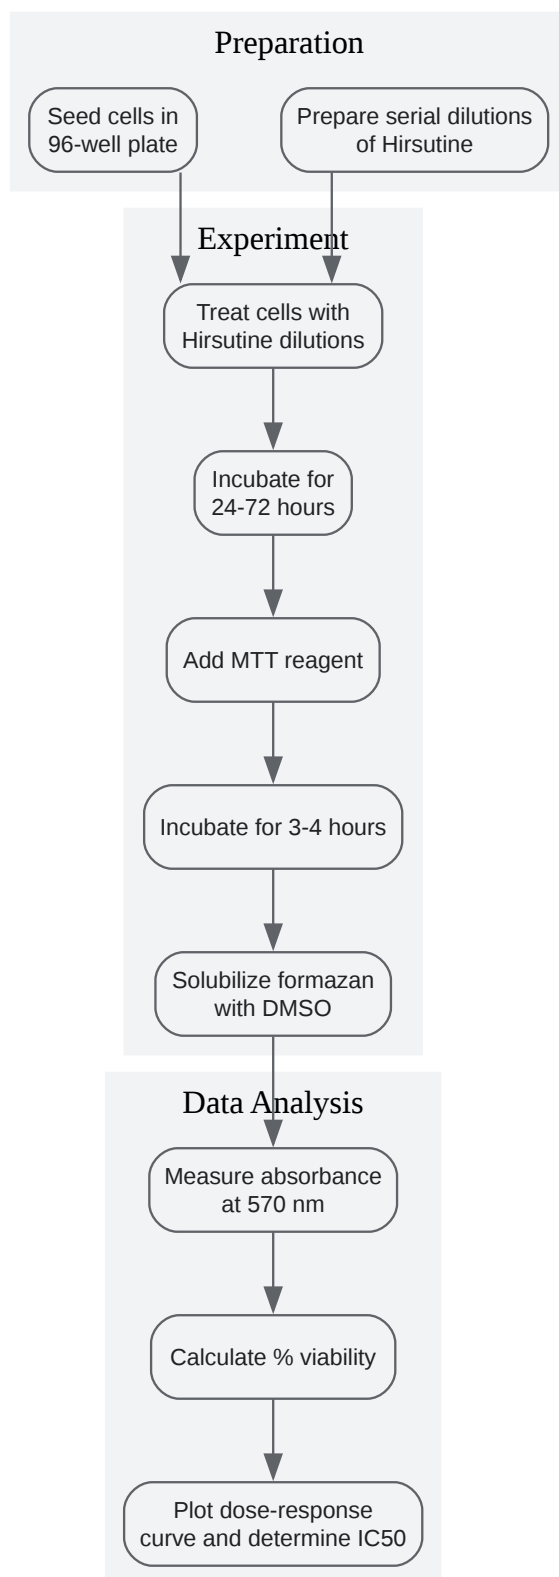 Preparation
Seed cells in
96-well plate
Prepare serial dilutions
of Hirsutine
Experiment
Treat cells with
Hirsutine dilutions
Incubate for
24-72 hours
Add MTT reagent
Incubate for 3-4 hours
Solubilize formazan
with DMSO
Data Analysis
Measure absorbance
at 570 nm
Calculate % viability
Plot dose-response
curve and determine IC50